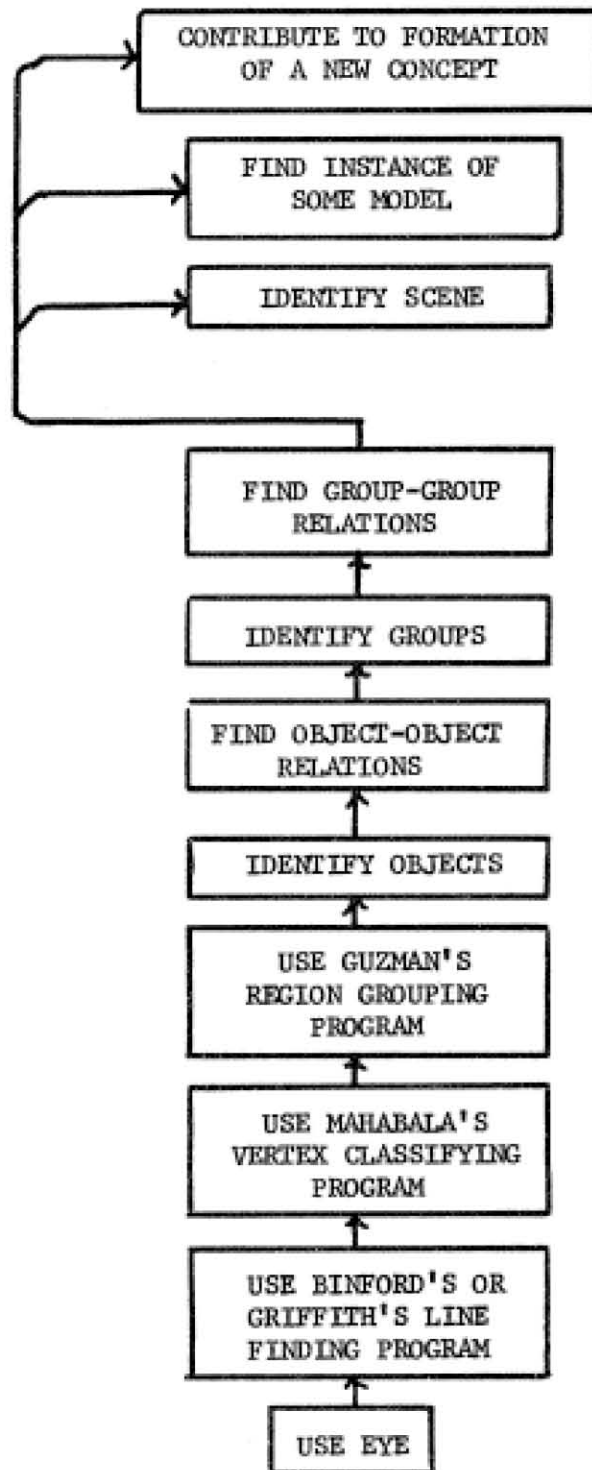 CONTRIBUTE TO FORMATION
OF A NEW CONCEPT
FIND INSTANCE OF
SOME MODEL
IDENTIFY SCENE
FIND GROUP-GROUP
RELATIONS
IDENTIFY GROUPS
FIND OBJECT-OBJECT
RELATIONS
IDENTIFY OBJECTS
USE GUZMAN'S
REGION GROUPING
PROGRAM
USE MAHABALA'S
VERTEX CLASSIFYING
PROGRAM
USE BINFORD'S OR
GRIFFITH'S LINE
FINDING PROGRAM
USE EYE